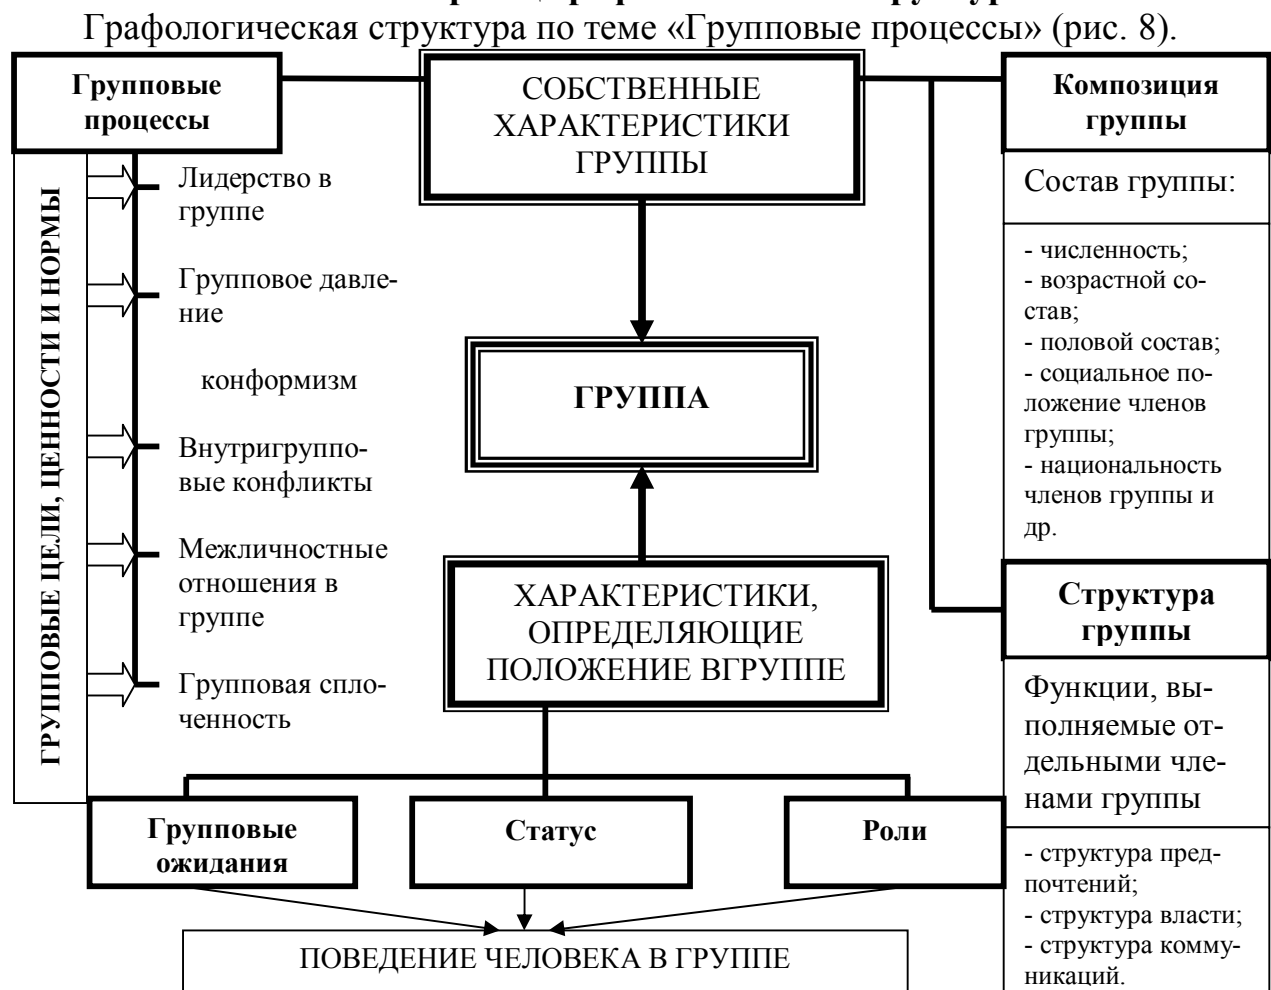 Графологическая структура по теме «Групповые процессы» (рис. 8).
Групповые
процессы
СОБСТВЕННЫЕ
ХАРАКТЕРИСТИКИ
ГРУППЫ
Композиция
группы
ГРУППОВЫЕ ЦЕЛИ, ЦЕННОСТИ И НОРМЫ
Лидерство в
группе
Групповое давле-
ние
конформизм
Внутригруппо-
вые конфликты
Межличностные
отношения в
группе
Групповая спло-
ченность
ГРУППА
ХАРАКТЕРИСТИКИ,
ОПРЕДЕЛЯЮЩИЕ
ПОЛОЖЕНИЕ ВГРУППЕ
Состав группы:
- численность;
- возрастной со-
став;
- половой состав;
- социальное по-
ложение членов
группы;
- национальность
членов группы и
др.
Структура
группы
Функции, вы-
полняемые от-
дельными чле-
нами группы
- структура пред-
почтений;
- структура власти;
- структура комму-
никаций.
Групповые
ожидания
Статус
Роли
ПОВЕДЕНИЕ ЧЕЛОВЕКА В ГРУППЕ